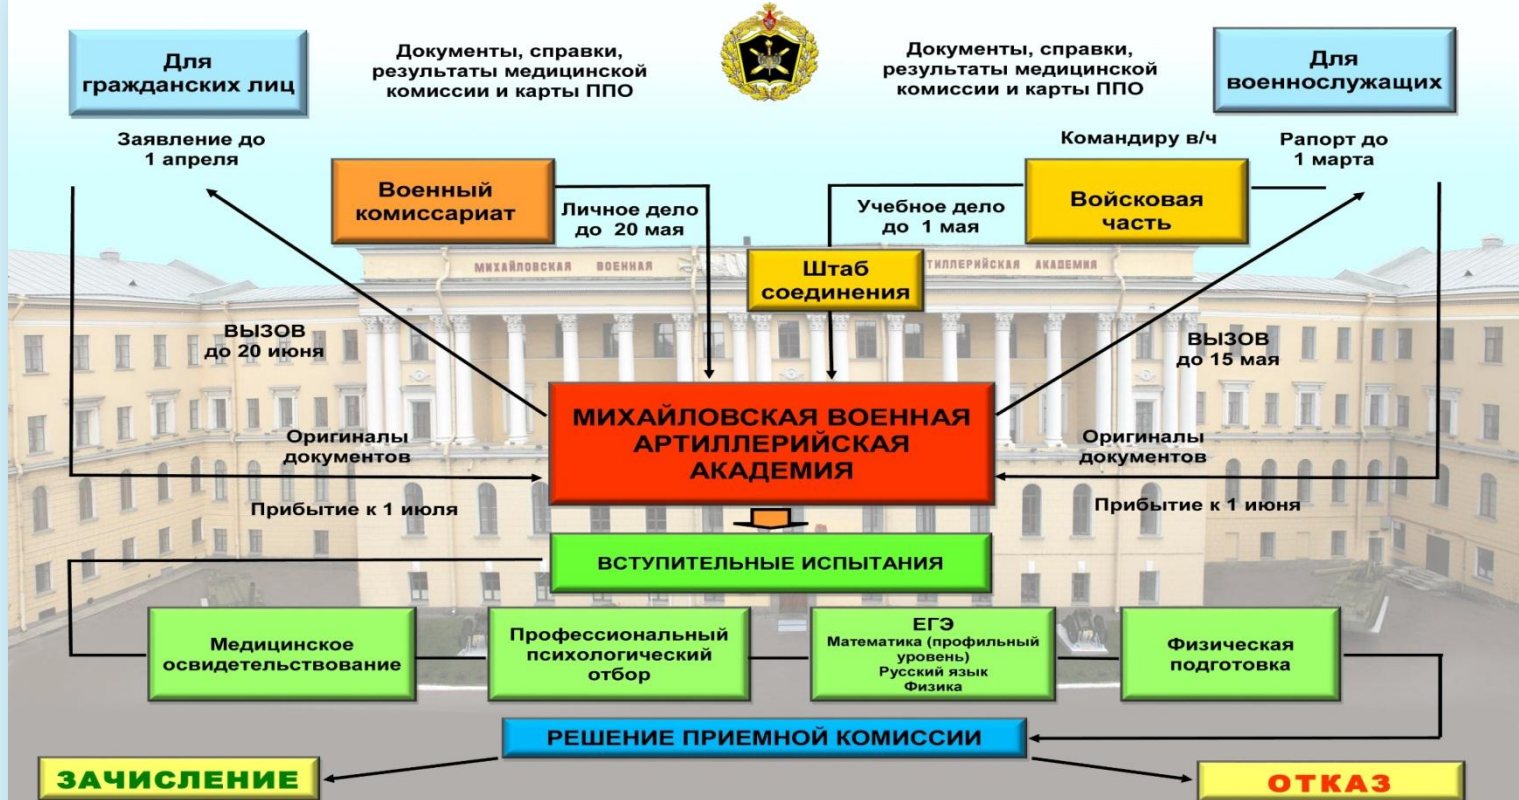 Для
гражданских лиц
Документы, справки,
результаты медицинской
комиссии и карты ППО
Документы, справки,
результаты медицинской
комиссии и карты ППО
Для
военнослужащих
Заявление до
1 апреля
Командиру в/ч
Рапорт до
1 марта
Военный
комиссариат
Личное дело
до 20 мая
Учебное дело
до 1 мая
Войсковая
часть
МИХАЙЛОВСКАЯ ВОЕННАЯ
ТИЛЛЕРИЙСКАЯ АКАДЕМИЯ
Штаб
соединения
ВЫЗОВ
до 20 июня
ВЫЗОВ
до 15 мая
МИХАЙЛОВСКАЯ ВОЕННАЯ
АРТИЛЛЕРИЙСКАЯ
АКАДЕМИЯ
Оригиналы
документов
Прибытие к 1 июля
Оригиналы
документов
Прибытие к 1 июня
ВСТУПИТЕЛЬНЫЕ ИСПЫТАНИЯ
Медицинское
освидетельствование
Профессиональный
психологический
отбор
ЕГЭ
Математика (профильный
уровень)
Русский язык
Физика
Физическая
подготовка
РЕШЕНИЕ ПРИЕМНОЙ КОМИССИИ
ЗАЧИСЛЕНИЕ
ОТКАЗ